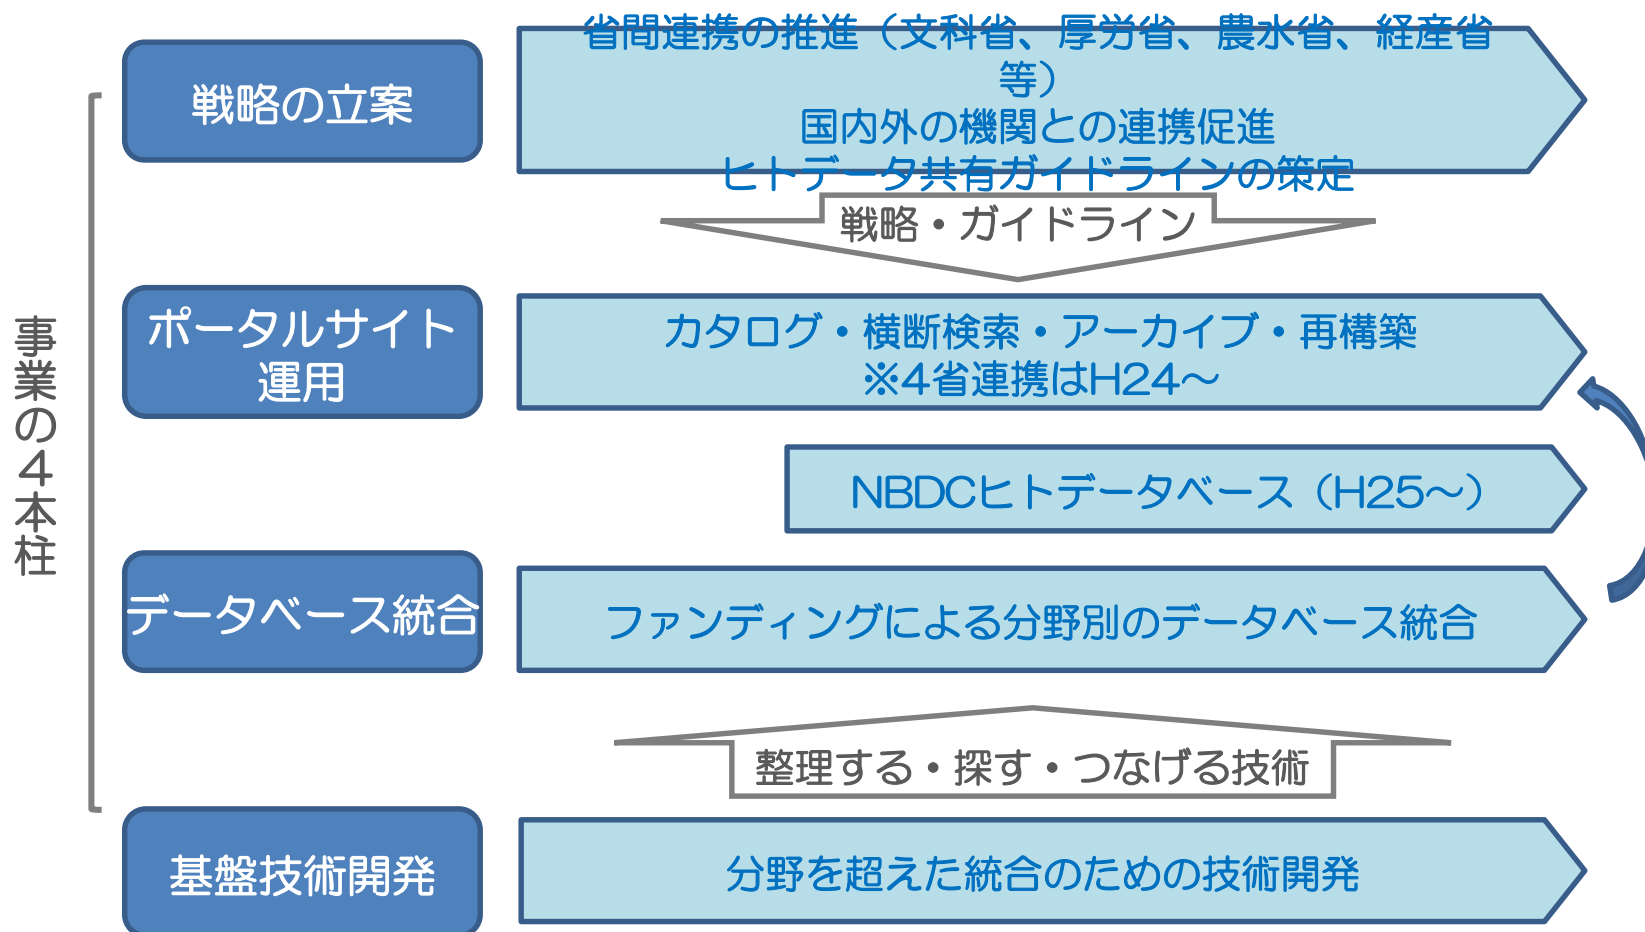 事業の４本柱
戦略の立案
省間連携の推進（文科省、厚労省、農水省、経産省
等）
国内外の機関との連携促進
ヒトデータ共有ガイドラインの策定
戦略・ガイドライン
ポータルサイト
運用
カタログ・横断検索・アーカイブ・再構築
※4省連携はH24～
NBDCヒトデータベース（H25～）
データベース統合
ファンディングによる分野別のデータベース統合
整理する・探す・つなげる技術
基盤技術開発
分野を超えた統合のための技術開発